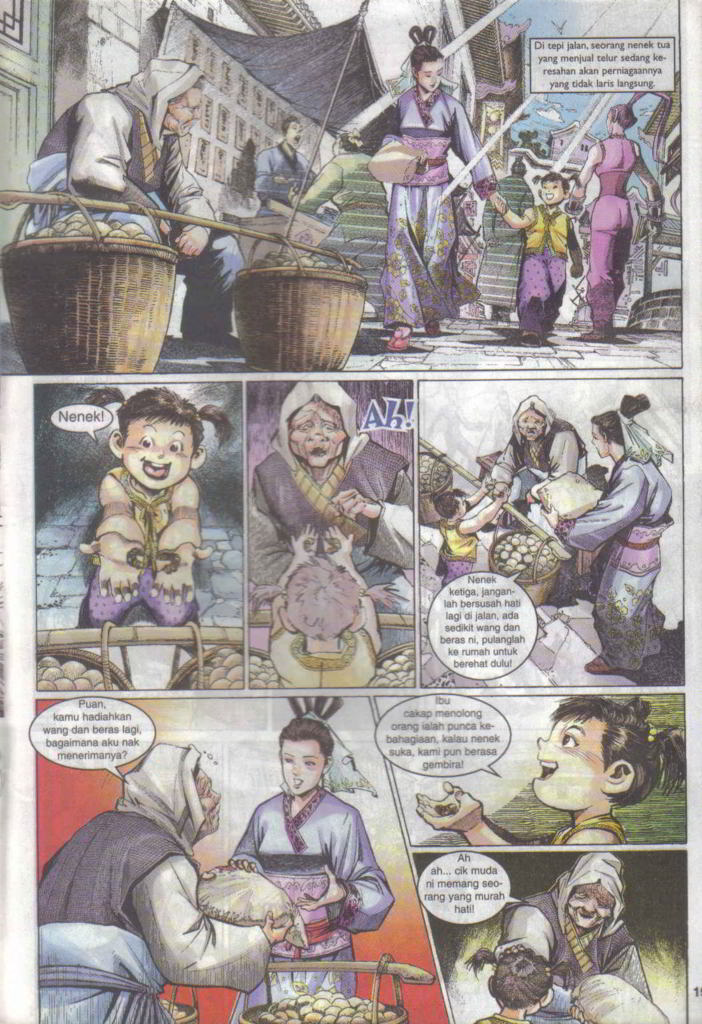 Di tepi jalan, seorang nenek tua
yang menjual telur sedang ke-
resahan akan perniagaannya
yang tidak laris langsung.
Nenek!
Ah!
Nenek
ketiga, jangan-
lah bersusah hati
lagi di jalan, ada
sedikit wang dan
beras ni, pulanglah
ke rumah untuk
berehat dulu!
Puan,
kamu hadiahkan
wang dan beras lagi,
bagaimana aku nak
menerimanya?
Ibu
cakap menolong
orang ialah punca ke-
bahagiaan, kalau nenek
suka, kami pun berasa
gembira!
Ah
ah... cik muda
ni memang seo-
rang yang murah
hati!